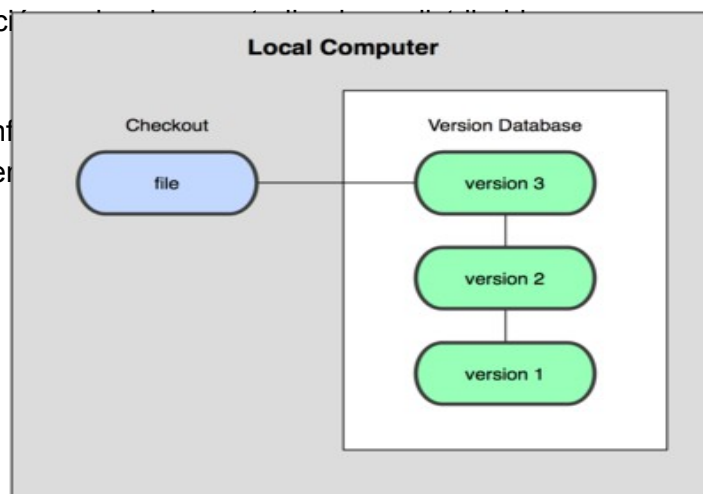 Local Computer
Checkout
Version Database
file
version 3
version 2
version 1